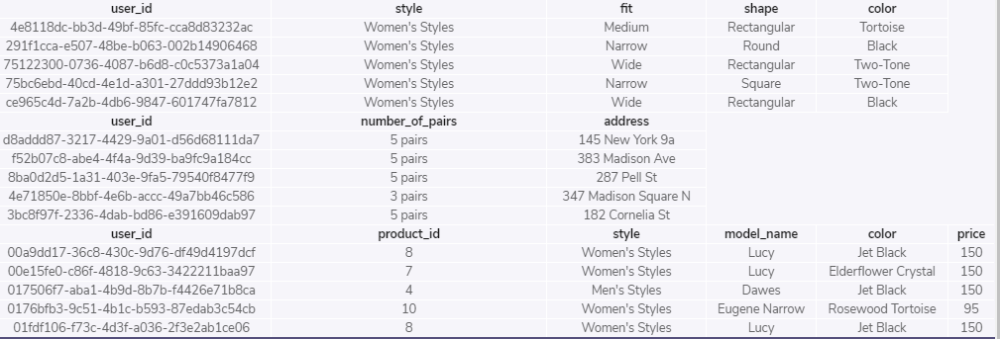 user_id style fit shape color
4e8118dc-bb3d-49bf-85fc-cca8d83232ac Women's Styles Medium Rectangular Tortoise
291f1cca-e507-48be-b063-002b14906468 Women's Styles Narrow Round Black
75122300-0736-4087-b6d8-c0c5373a1a04 Women's Styles Wide Rectangular Two-Tone
75bc6ebd-40cd-4e1d-a301-27ddd93b12e2 Women's Styles Narrow Square Two-Tone
ce965c4d-7a2b-4db6-9847-601747fa7812 Women's Styles Wide Rectangular Black
user_id number_of_pairs address
d8addd87-3217-4429-9a01-d56d68111da7 5 pairs 145 New York 9a
f52b07c8-abe4-4f4a-9d39-ba9fc9a184cc 5 pairs 383 Madison Ave
8ba0d2d5-1a31-403e-9fa5-79540f8477f9 5 pairs 287 Pell St
4e71850e-8bbf-4e6b-accc-49a7bb46c586 3 pairs 347 Madison Square N
3bc8f97f-2336-4dab-bd86-e391609dab97 5 pairs 182 Cornelia St
user_id product_id style model_name color price
00a9dd17-36c8-430c-9d76-df49d4197dcf 8 Women's Styles Lucy Jet Black 150
00e15fe0-c86f-4818-9c63-3422211baa97 7 Women's Styles Lucy Elderflower Crystal 150
017506f7-aba1-4b9d-8b7b-f4426e71b8ca 4 Men's Styles Dawes Jet Black 150
0176bfb3-9c51-4b1c-b593-87edab3c54cb 10 Women's Styles Eugene Narrow Rosewood Tortoise 95
01fdf106-f73c-4d3f-a036-2f3e2ab1ce06 8 Women's Styles Lucy Jet Black 150